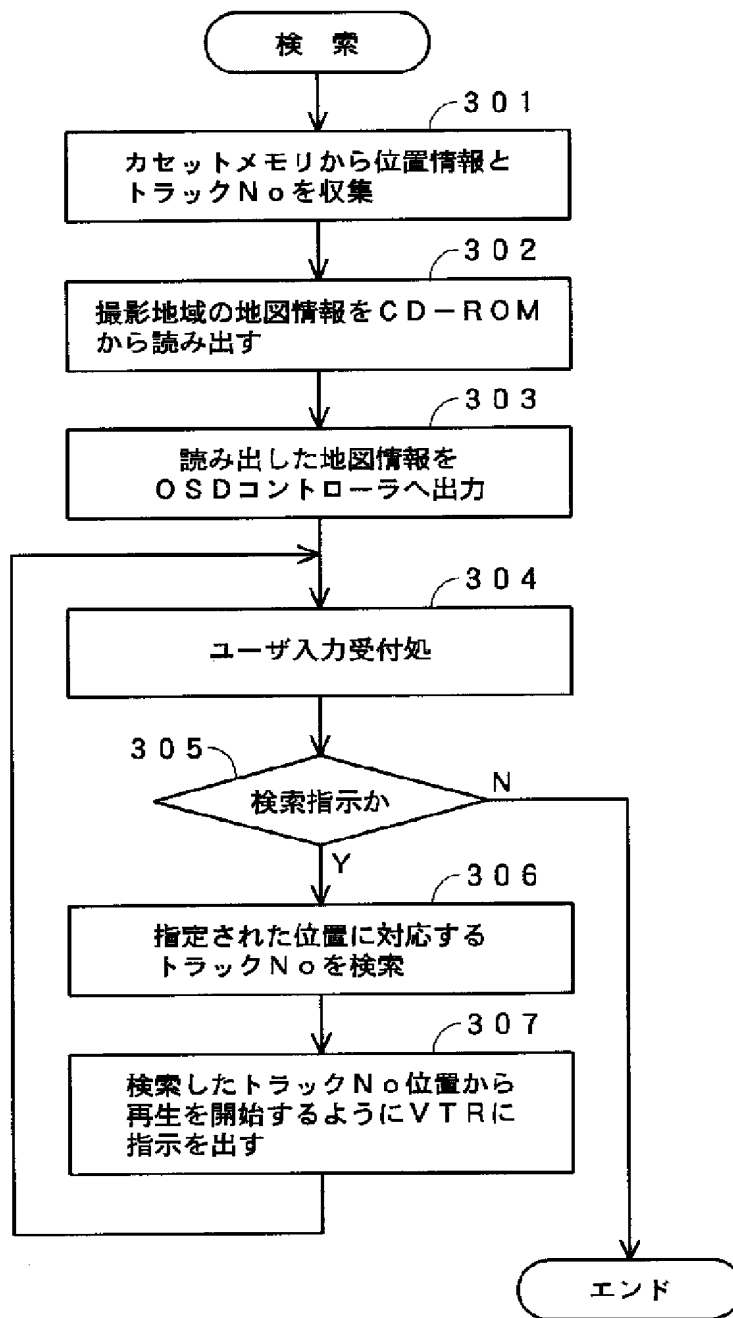 検 索
301
カセットメモリから位置情報と
トラックNoを収集
302
撮影地域の地図情報をCD-ROM
から読み出す
303
読み出した地図情報を
OSDコントローラへ出力
304
ユーザ入力受付処
305
検索指示か
N
Y
306
指定された位置に対応する
トラックNoを検索
307
検索したトラックNo位置から
再生を開始するようにVTRに
指示を出す
エンド